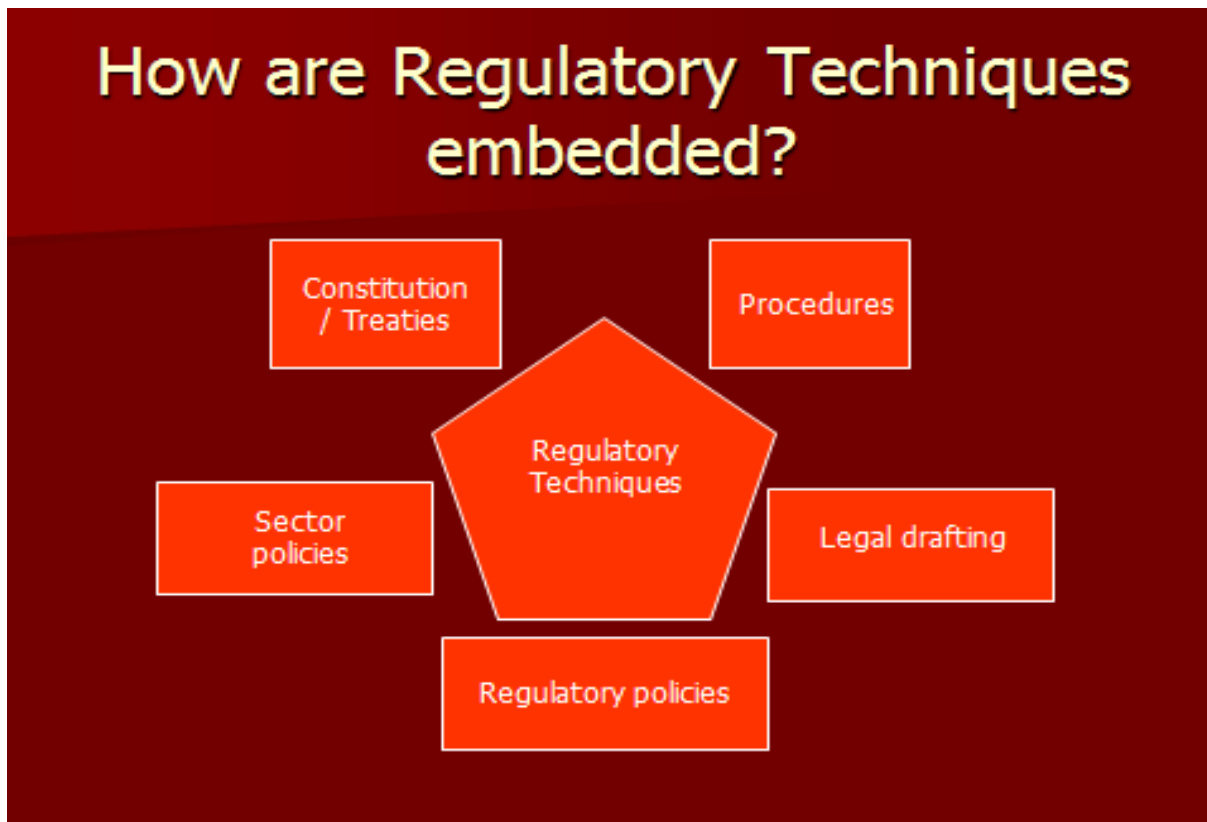 How are Regulatory Techniques
embedded?
Constitution
/ Treaties
Procedures
Regulatory
Techniques
Sector
policies
Legal drafting
Regulatory policies